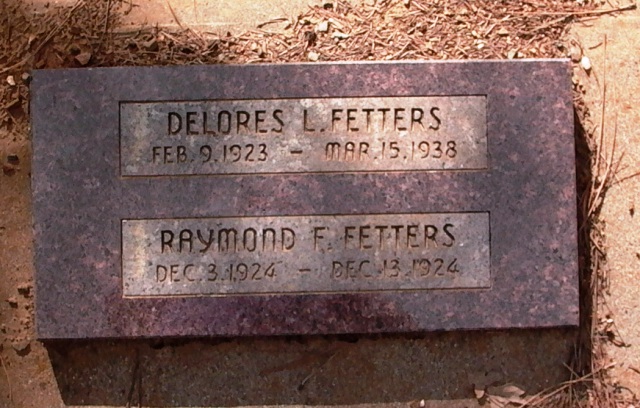 DELORES L. FETTERS
FEB. 9. 1923 - MAR. 15. 1938
RAYMOND F. FETTERS
DEC. 3. 1924 - DEC. 13. 1924